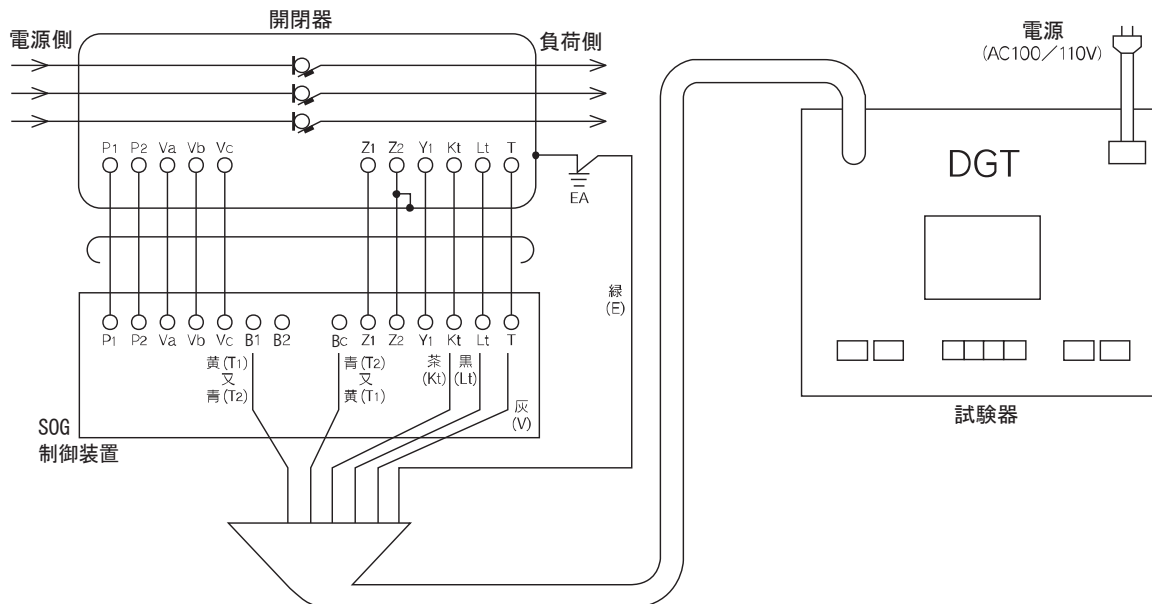 開閉器
電源側
負荷側
電源
(AC100/110V)
P1 P2 Va Vb Vc Z1 Z2 Y1 Kt Lt T
DGT
EA
緑
(E)
P1 P2 Va Vb Vc B1 B2 Bc Z1 Z2 Y1 Kt Lt T
黄(T1)
又
青(T2)
青(T2)
又
黄(T1)
茶
(Kt)
黒
(Lt)
灰
(V)
試験器
SOG
制御装置